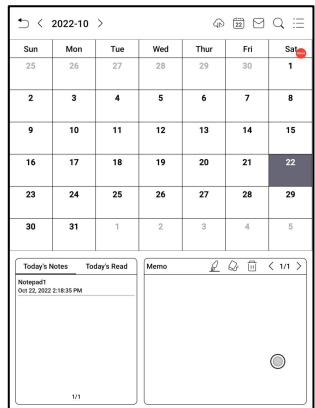 2022-10
22
Sun Mon Tue Wed Thur Fri Sat
25 26 27 28 29 30 1
2 3 4 5 6 7 8
9 10 11 12 13 14 15
16 17 18 19 20 21 22
23 24 25 26 27 28 29
30 31 1 2 3 4 5
Today's Notes Today's Read
Notepad1
Oct 22, 2022 2:18:35 PM
1/1
Memo 1/1